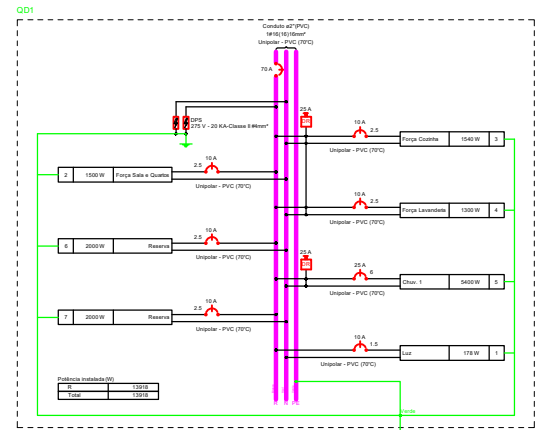 QD1
Conduto ø2"(PVC)
1#16(16)16mm²
Unipolar - PVC (70°C)
70 A
DPS
275 V - 20 KA-Classe II #4mm²
25 A
DR
10 A
2.5
Força Cozinha 1540 W 3
Unipolar - PVC (70°C)
10 A
2.5
2 1500 W Força Sala e Quartos
Unipolar - PVC (70°C)
10 A
2.5
Força Lavanderia 1300 W 4
Unipolar - PVC (70°C)
10 A
2.5
6 2000 W Reserva
Unipolar - PVC (70°C)
25 A
DR
25 A
6
Chuv. 1 5400 W 5
Unipolar - PVC (70°C)
10 A
2.5
7 2000 W Reserva
Unipolar - PVC (70°C)
10 A
1.5
Luz 178 W 1
Unipolar - PVC (70°C)
Potência instalada (W)
R 13918
Total 13918